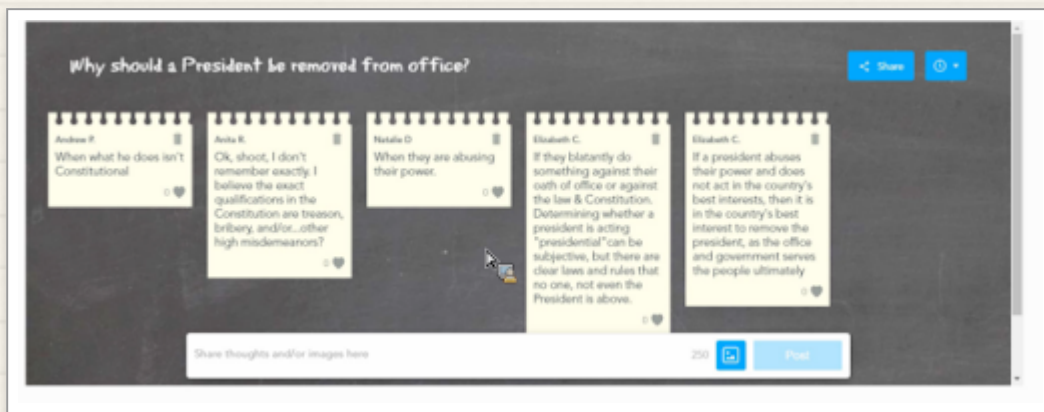 Why should a President be removed from office?
Share
Andrew P.
When what he does isn't
Constitutional
0
Anita R.
Ok, shoot, I don't
remember exactly. I
believe the exact
qualifications in the
Constitution are treason,
bribery, and/or...other
high misdemeanors?
0
Natalie D
When they are abusing
their power.
0
Elizabeth C.
If they blatantly do
something against their
oath of office or against
the law & Constitution.
Determining whether a
president is acting
"presidential"can be
subjective, but there are
clear laws and rules that
no one, not even the
President is above.
0
Elizabeth C.
If a president abuses
their power and does
not act in the country's
best interests, then it is
in the country's best
interest to remove the
president, as the office
and government serves
the people ultimately
0
Share thoughts and/or images here
250
Post